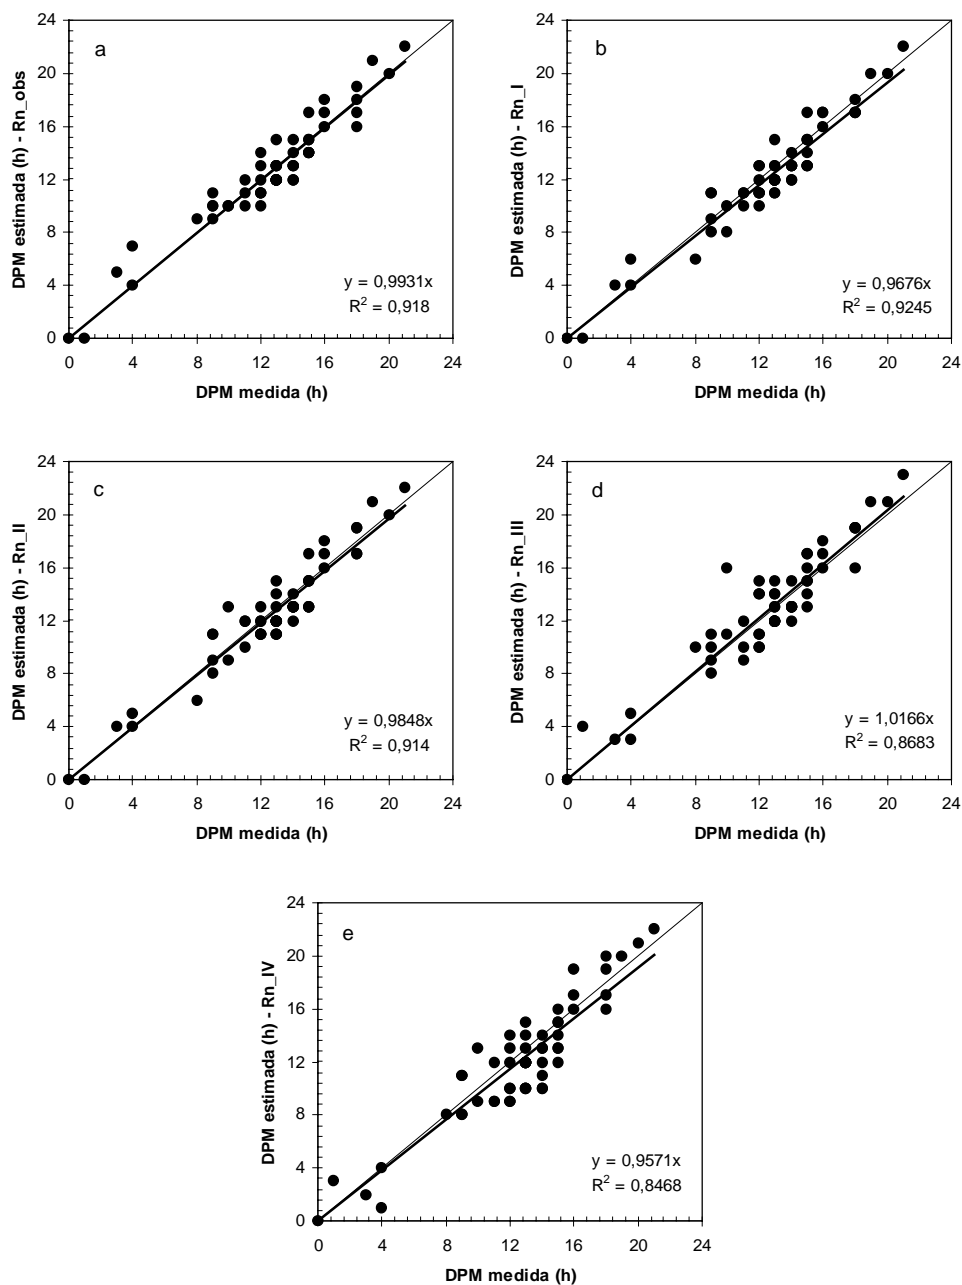 a
DPM estimada (h) - Rn_obs
24
20
16
12
8
4
0
y = 0,9931x
R² = 0,918
0 4 8 12 16 20 24
DPM medida (h)
b
DPM estimada (h) - Rn_I
24
20
16
12
8
4
0
y = 0,9676x
R² = 0,9245
0 4 8 12 16 20 24
DPM medida (h)
c
DPM estimada (h) - Rn_II
24
20
16
12
8
4
0
y = 0,9848x
R² = 0,914
0 4 8 12 16 20 24
DPM medida (h)
d
DPM estimada (h) - Rn_III
24
20
16
12
8
4
0
y = 1,0166x
R² = 0,8683
0 4 8 12 16 20 24
DPM medida (h)
e
DPM estimada (h) - Rn_IV
24
20
16
12
8
4
0
y = 0,9571x
R² = 0,8468
0 4 8 12 16 20 24
DPM medida (h)